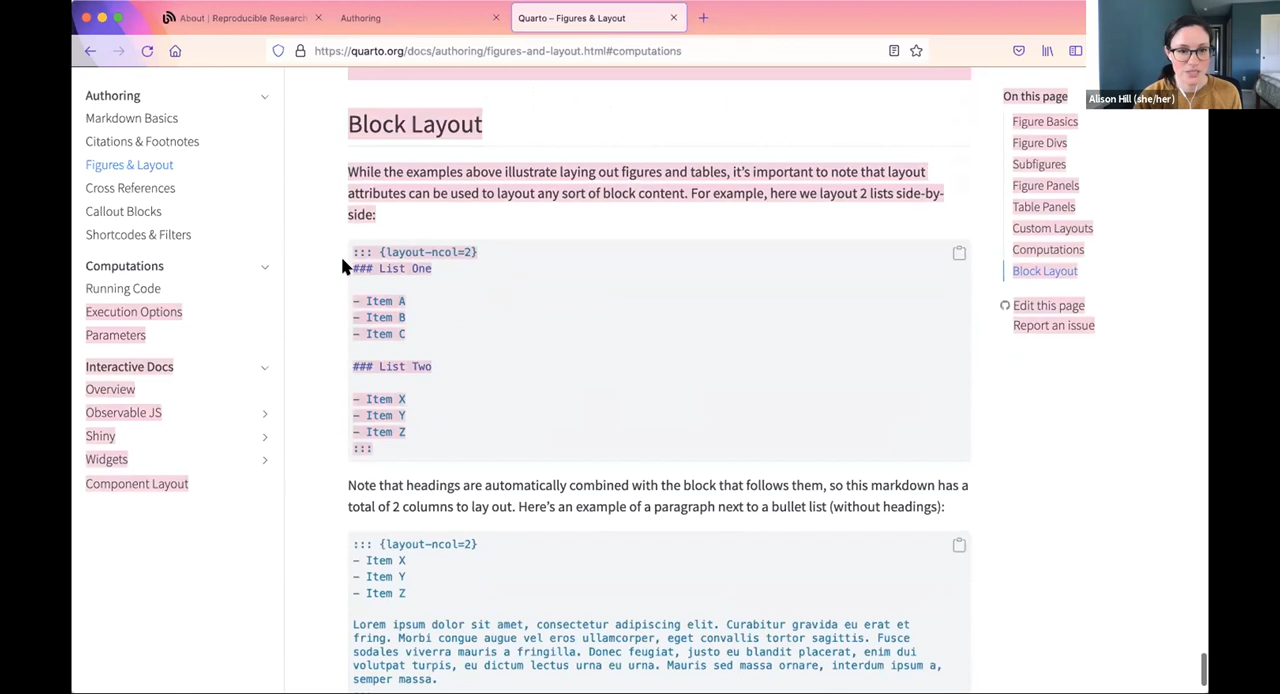 About | Reproducible Research
Authoring
Quarto – Figures & Layout
https://quarto.org/docs/authoring/figures-and-layout.html#computations
Alison Hill (she/her)
Authoring
Markdown Basics
Citations & Footnotes
Figures & Layout
Cross References
Callout Blocks
Shortcodes & Filters
Computations
Running Code
Execution Options
Parameters
Interactive Docs
Overview
Observable JS
Shiny
Widgets
Component Layout
Block Layout
While the examples above illustrate laying out figures and tables, it's important to note that layout
attributes can be used to layout any sort of block content. For example, here we layout 2 lists side-by-
side:
::: {layout-ncol=2}
### List One
- Item A
- Item B
- Item C
### List Two
- Item X
- Item Y
- Item Z
:::
Note that headings are automatically combined with the block that follows them, so this markdown has a
total of 2 columns to lay out. Here's an example of a paragraph next to a bullet list (without headings):
::: {layout-ncol=2}
- Item X
- Item Y
- Item Z
Lorem ipsum dolor sit amet, consectetur adipiscing elit. Curabitur gravida eu erat et
fring. Morbi congue augue vel eros ullamcorper, eget convallis tortor sagittis. Fusce
sodales viverra mauris a fringilla. Donec feugiat, justo eu blandit placerat, enim dui
volutpat turpis, eu dictum lectus urna eu urna. Mauris sed massa ornare, interdum ipsum a,
semper massa.
On this page
Figure Basics
Figure Divs
Subfigures
Figure Panels
Table Panels
Custom Layouts
Computations
Block Layout
Edit this page
Report an issue